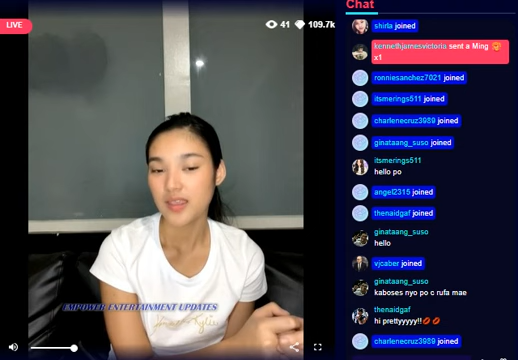 Chat
LIVE
41 109.7k
shirla joined
kennethjamesvictoria sent a Ming
x1
ronniesanchez7021 joined
itsmerings511 joined
charlenecruz3989 joined
ginataang_suso joined
itsmerings511
hello po
angel2315 joined
thenaidgaf joined
ginataang_suso
hello
vjcaber joined
ginataang_suso
kaboses nyo po c rufa mae
thenaidgaf
hi prettyyyyy!!
charlenecruz3989 joined
EMPOWER ENTERTAINMENT UPDATES